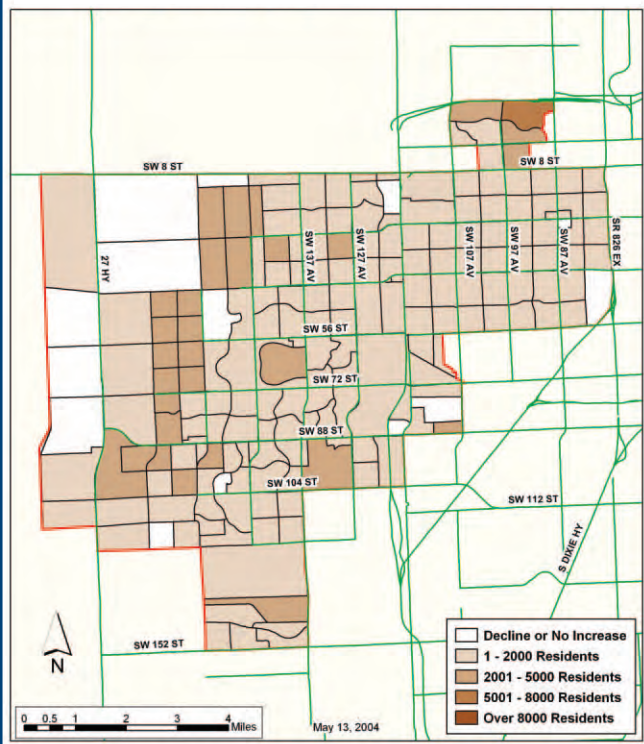 SW 8 ST
SW 8 ST
27 HY
SW 137 AV
SW 127 AV
SW 107 AV
SW 97 AV
SW 87 AV
SR 826 EX
SW 56 ST
SW 72 ST
SW 88 ST
SW 104 ST
SW 112 ST
S DIXIE HY
SW 152 ST
N
Decline or No Increase
1 - 2000 Residents
2001 - 5000 Residents
5001 - 8000 Residents
Over 8000 Residents
0 0.5 1 2 3 4
Miles
May 13, 2004